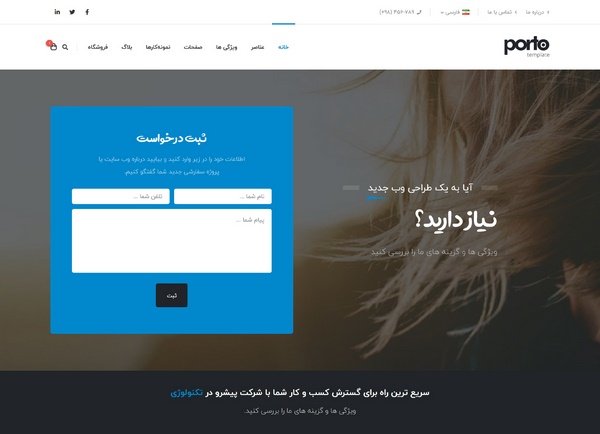 درباره ما
تماس با ما
فارسی
(۶۹۸) ۴۵۶-۷۸۹
porto
template
خانه
عناصر
ویژگی ها
صفحات
نمونه‌کارها
بلاگ
فروشگاه
آیا به یک طراحی وب جدید
نیاز دارید؟
ویژگی ها و گزینه های ما را بررسی کنید.
ثبت درخواست
اطلاعات خود را در زیر وارد کنید و بیایید درباره وب سایت یا
پروژه سفارشی جدید شما گفتگو کنیم.
نام شما ...
تلفن شما ...
پیام شما ...
ثبت
سریع ترین راه برای گسترش کسب و کار شما با شرکت پیشرو در تکنولوژی
ویژگی ها و گزینه های ما را بررسی کنید.